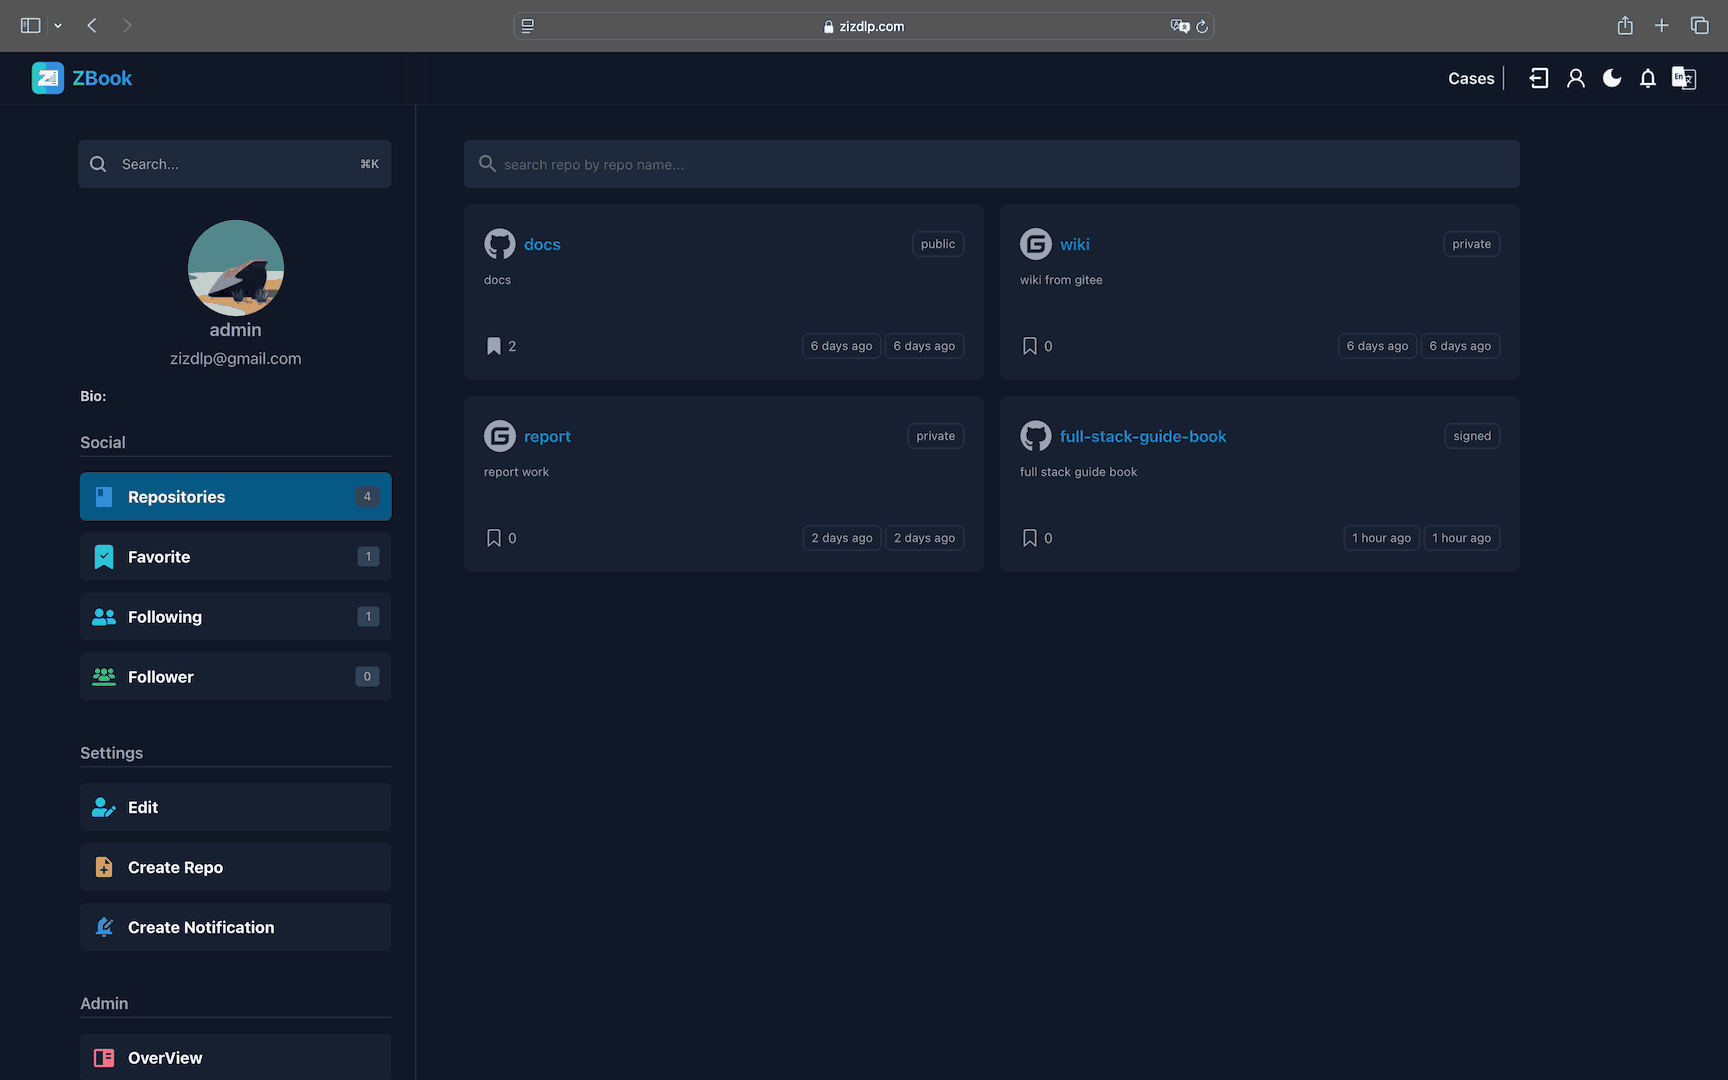 zizdlp.com
ZBook
Cases
En
Search...
⌘K
admin
zizdlp@gmail.com
Bio:
Social
Repositories
4
Favorite
1
Following
1
Follower
0
Settings
Edit
Create Repo
Create Notification
Admin
OverView
search repo by repo name...
docs
public
docs
2
6 days ago
6 days ago
wiki
private
wiki from gitee
0
6 days ago
6 days ago
report
private
report work
0
2 days ago
2 days ago
full-stack-guide-book
signed
full stack guide book
0
1 hour ago
1 hour ago